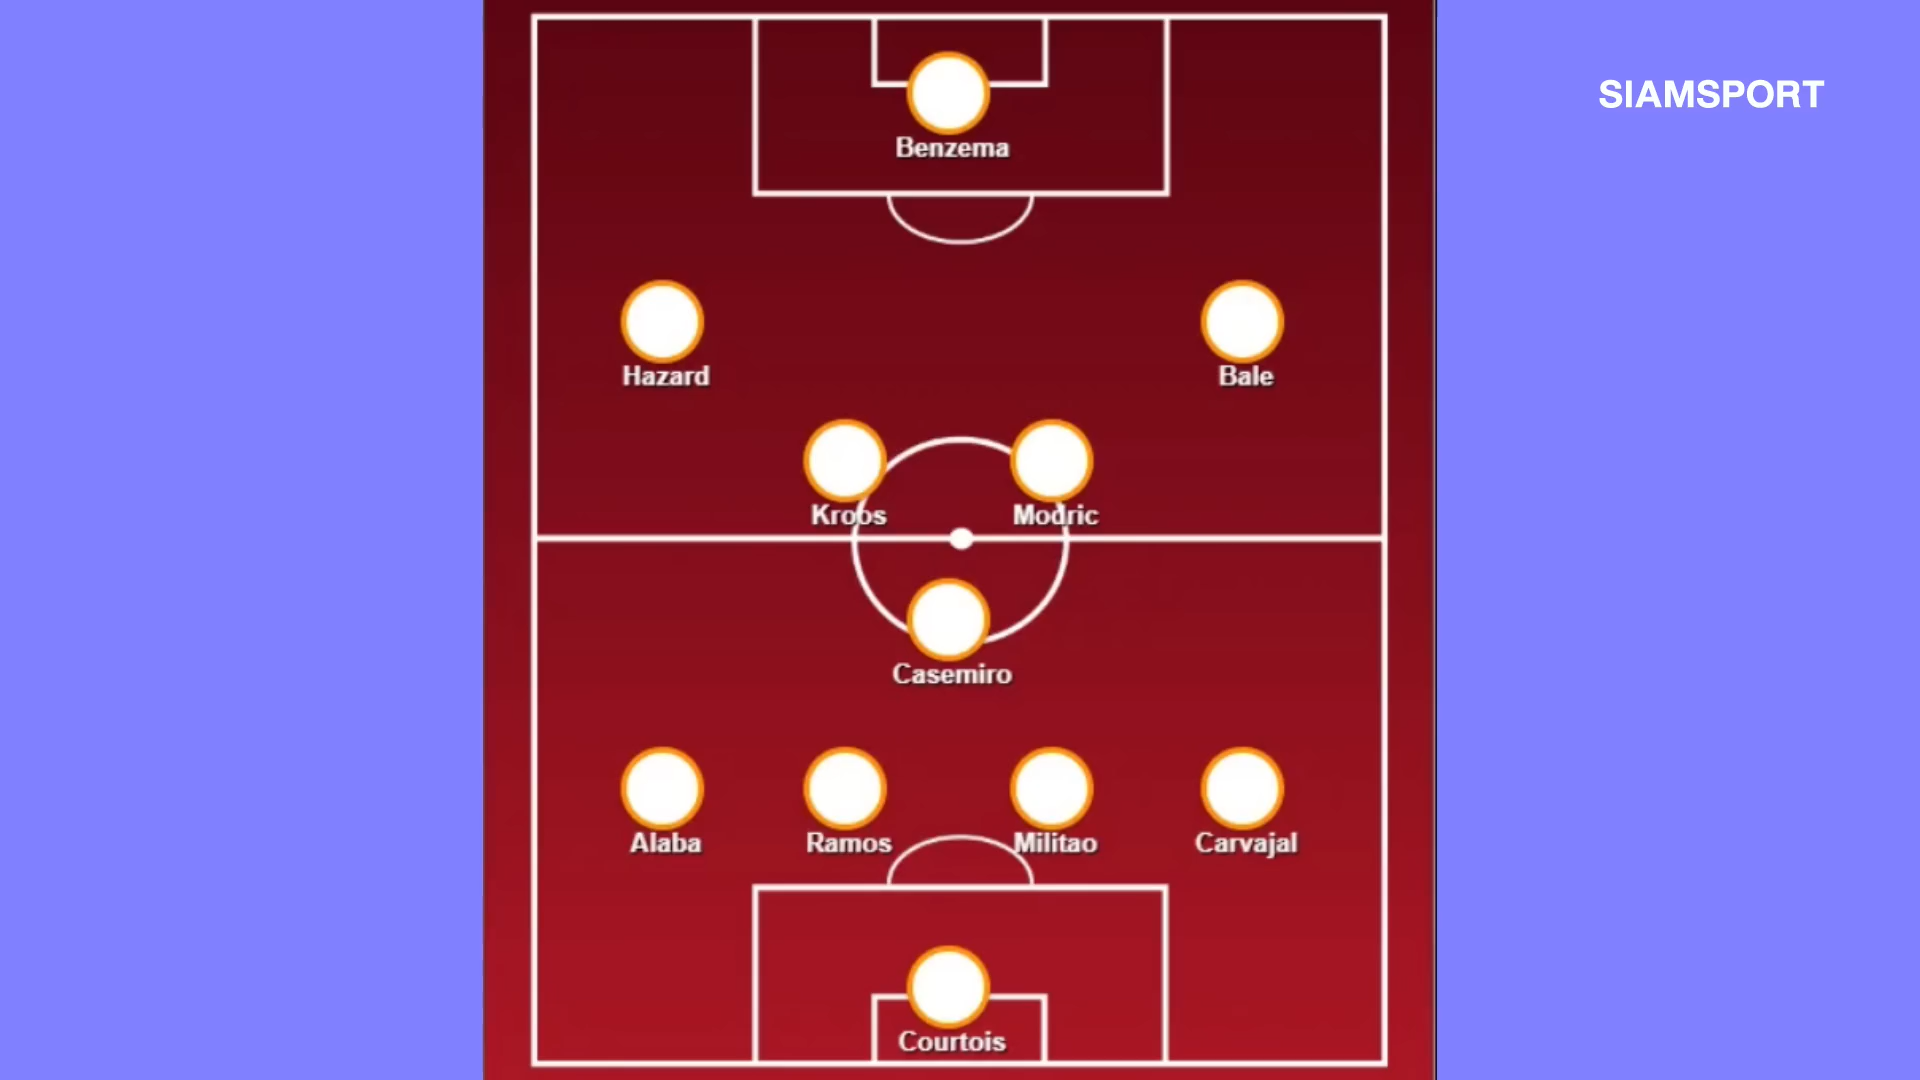 SIAMSPORT
Benzema
Hazard
Bale
Kroos
Modric
Casemiro
Alaba
Ramos
Militao
Carvajal
Courtois